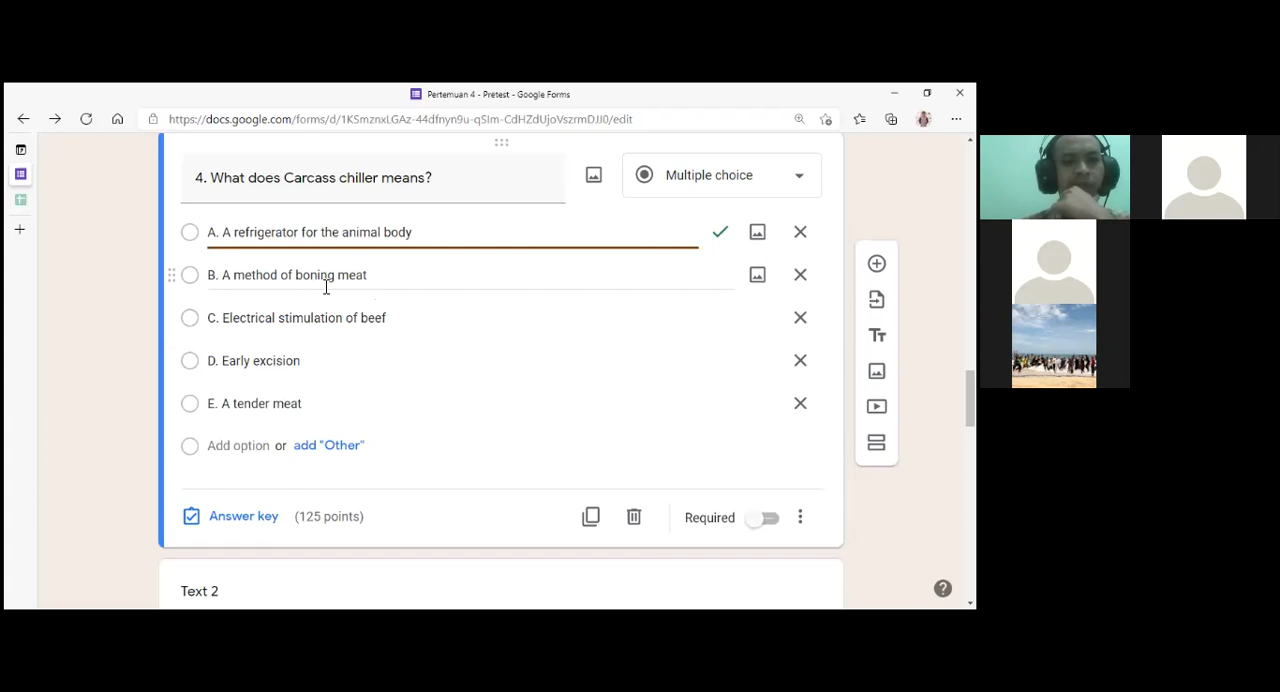 Pertemuan 4 - Pretest - Google Forms
https://docs.google.com/forms/d/1KSmznxLGAz-44dfnyn9u-qSIm-CdHZdUjoVszrmDJJ0/edit
4. What does Carcass chiller means?
Multiple choice
A. A refrigerator for the animal body
B. A method of boning meat
C. Electrical stimulation of beef
D. Early excision
E. A tender meat
Add option or add "Other"
Answer key (125 points)
Required
Text 2